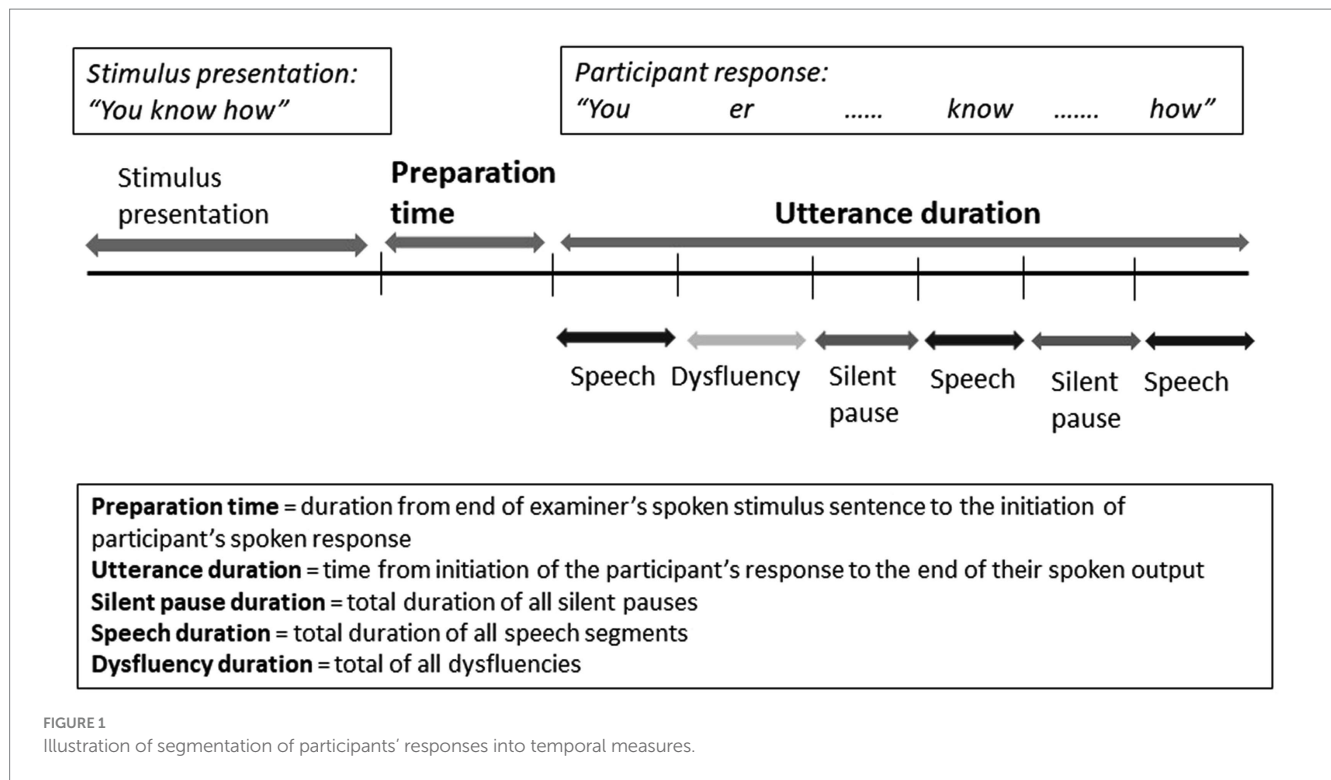 Stimulus presentation:
“You know how”
Participant response:
“You er ...... know ....... how”
Stimulus
presentation
Preparation
time
Utterance duration
Speech Dysfluency Silent Speech Silent Speech
pause pause
Preparation time = duration from end of examiner’s spoken stimulus sentence to the initiation of
participant’s spoken response
Utterance duration = time from initiation of the participant’s response to the end of their spoken output
Silent pause duration = total duration of all silent pauses
Speech duration = total duration of all speech segments
Dysfluency duration = total of all dysfluencies
FIGURE 1
Illustration of segmentation of participants’ responses into temporal measures.